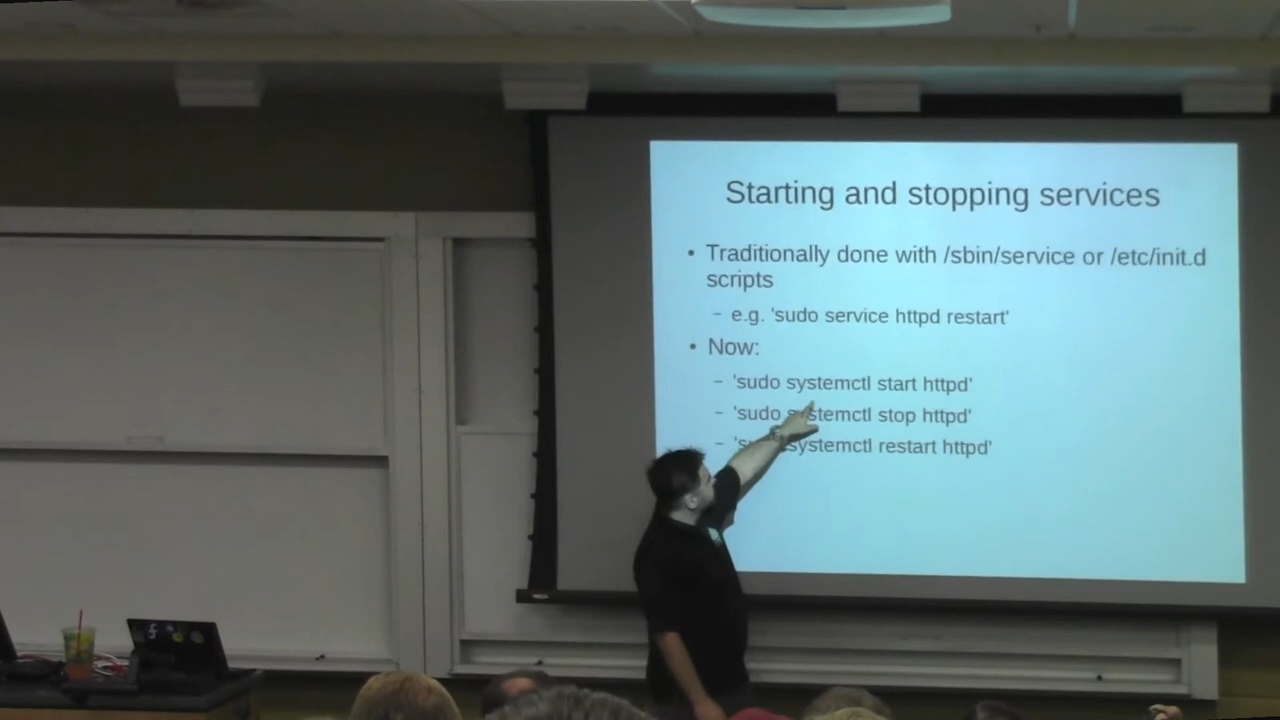 Starting and stopping services
• Traditionally done with /sbin/service or /etc/init.d
scripts
– e.g. 'sudo service httpd restart'
• Now:
– 'sudo systemctl start httpd'
– 'sudo systemctl stop httpd'
– systemctl restart httpd'